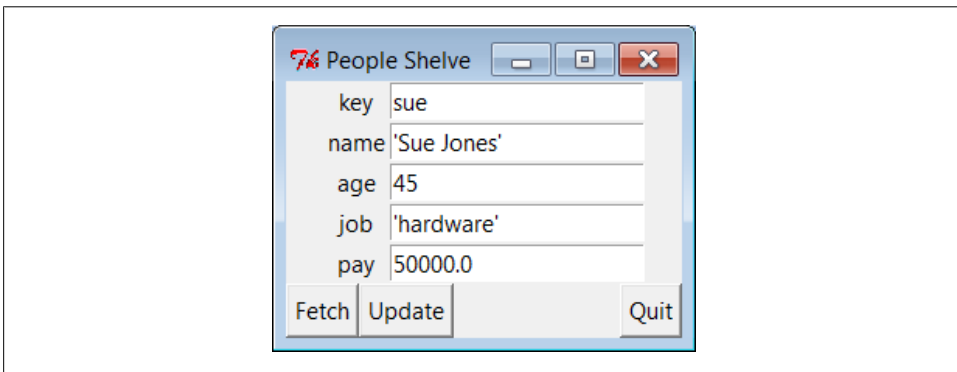 People Shelve
key sue
name 'Sue Jones'
age 45
job 'hardware'
pay 50000.0
Fetch Update Quit